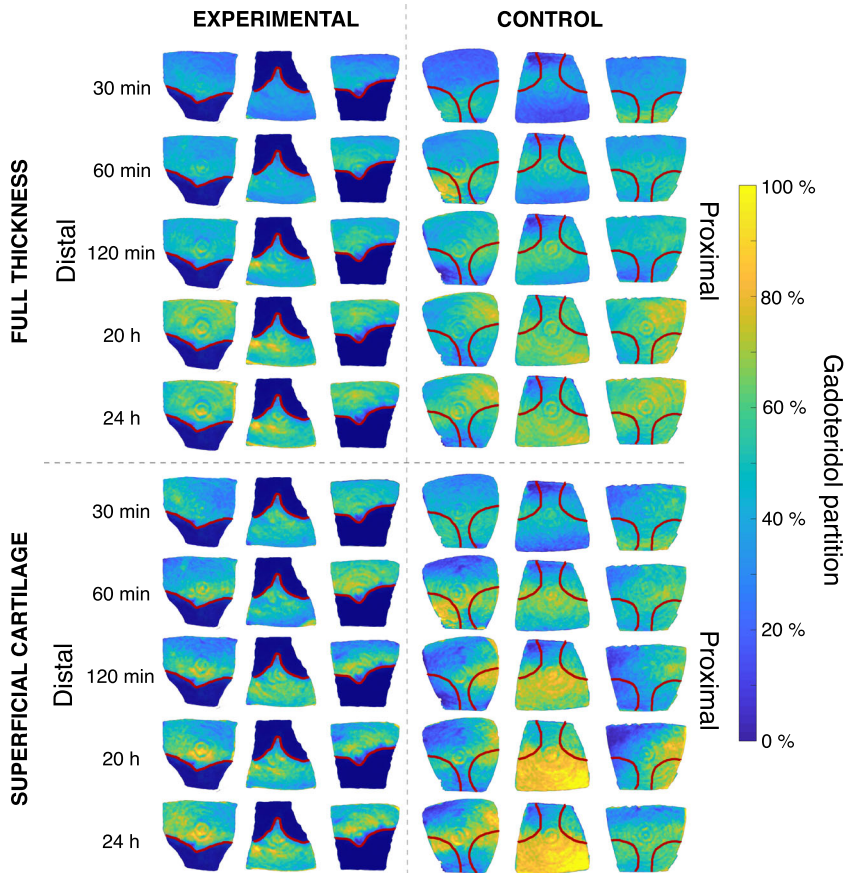 EXPERIMENTAL
CONTROL
FULL THICKNESS
Distal
30 min
60 min
120 min
20 h
24 h
Proximal
SUPERFICIAL CARTILAGE
Distal
30 min
60 min
120 min
20 h
24 h
Proximal
100 %
80 %
60 %
40 %
20 %
0 %
Gadoteridol partition